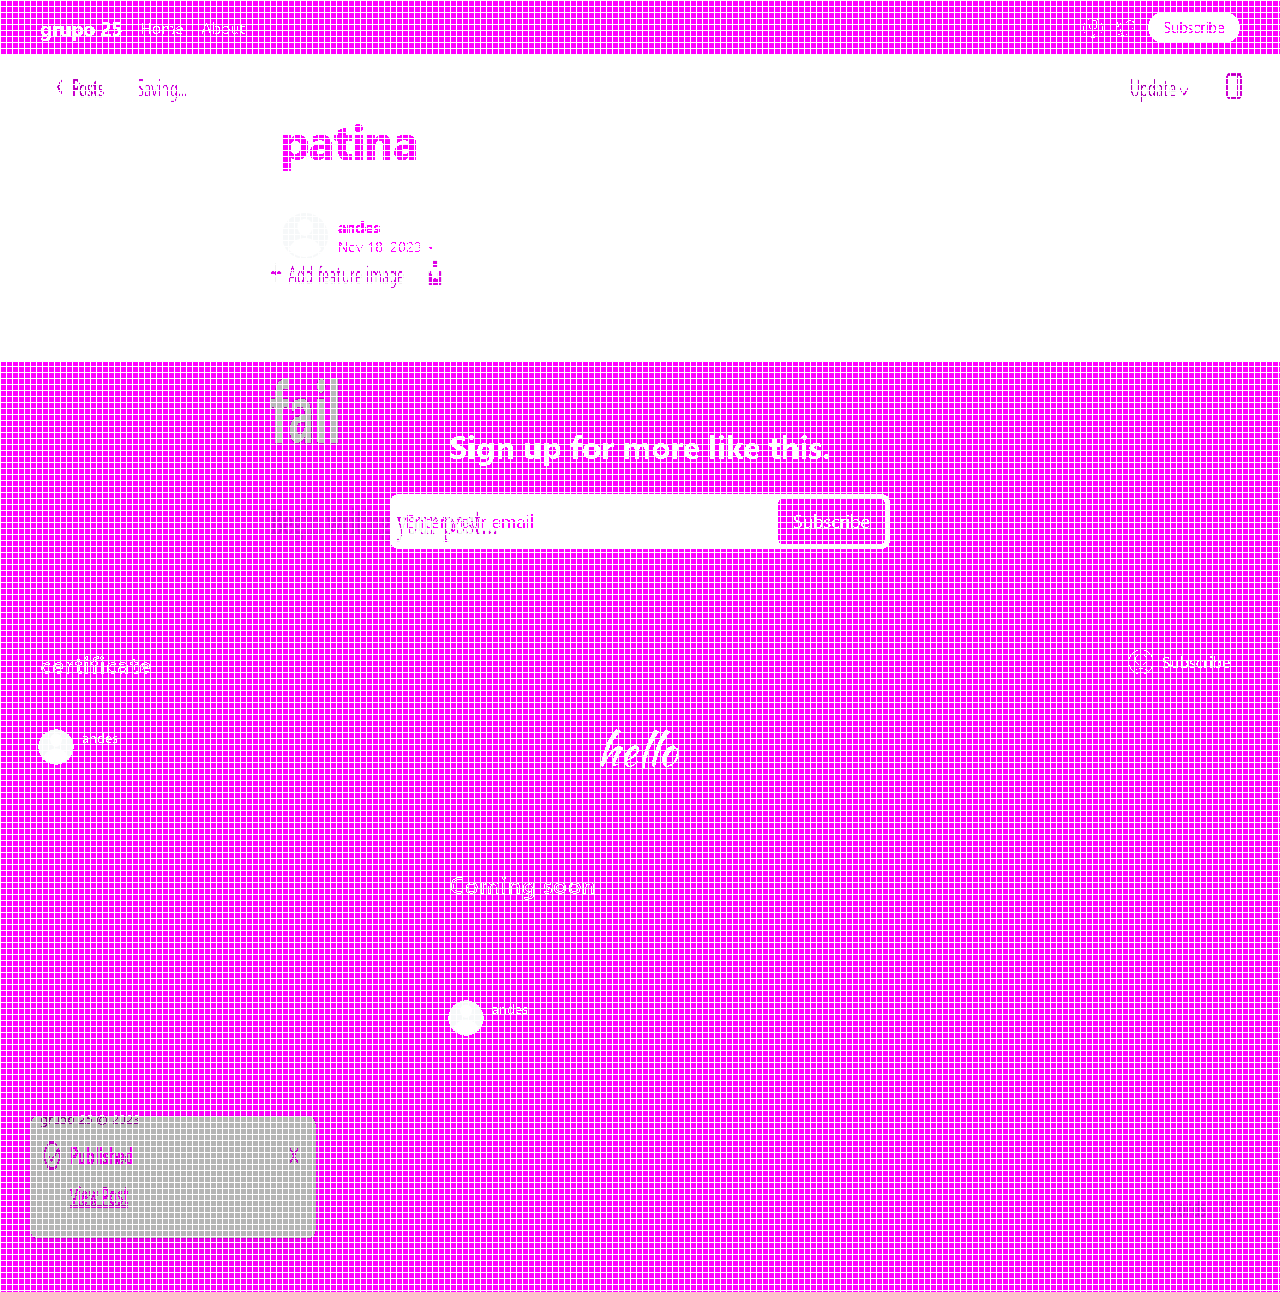 grupo 25 Home About Subscribe
Posts Saving... Update
patina
andes
Nov 18, 2023
Add feature image
fail
Sign up for more like this.
Enter your email Subscribe
certificate Subscribe
andes
hello
Coming soon
andes
grupo 25 © 2023
Published X
View Post